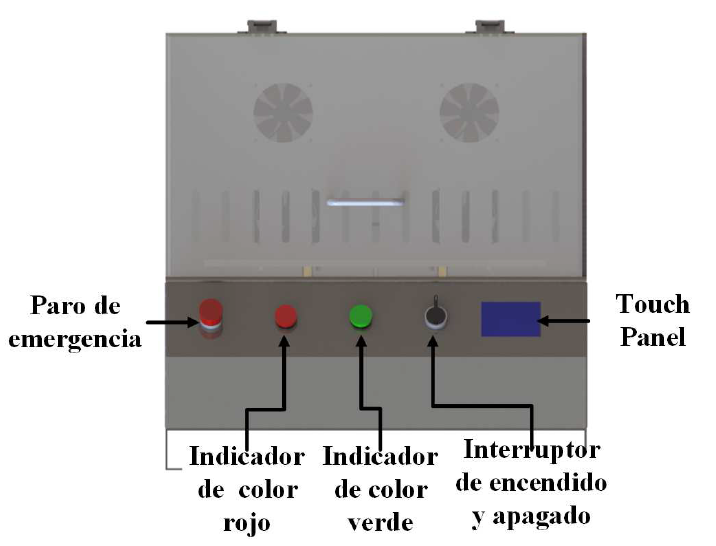 Paro de
emergencia
Touch
Panel
Indicador
de color
rojo
Indicador
de color
verde
Interruptor
de encendido
y apagado